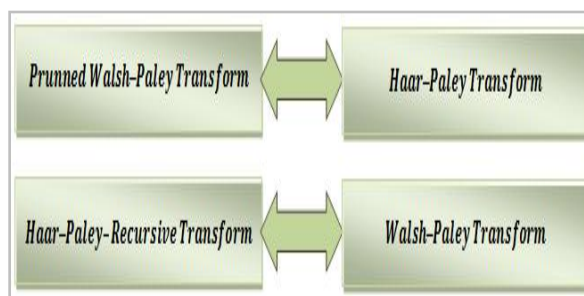 Prunned Walsh–Paley Transform
Haar–Paley Transform
Haar–Paley–Recursive Transform
Walsh–Paley Transform